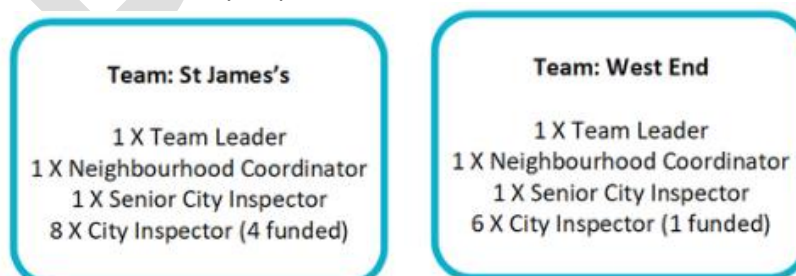 Team: St James's
1 X Team Leader
1 X Neighbourhood Coordinator
1 X Senior City Inspector
8 X City Inspector (4 funded)
Team: West End
1 X Team Leader
1 X Neighbourhood Coordinator
1 X Senior City Inspector
6 X City Inspector (1 funded)